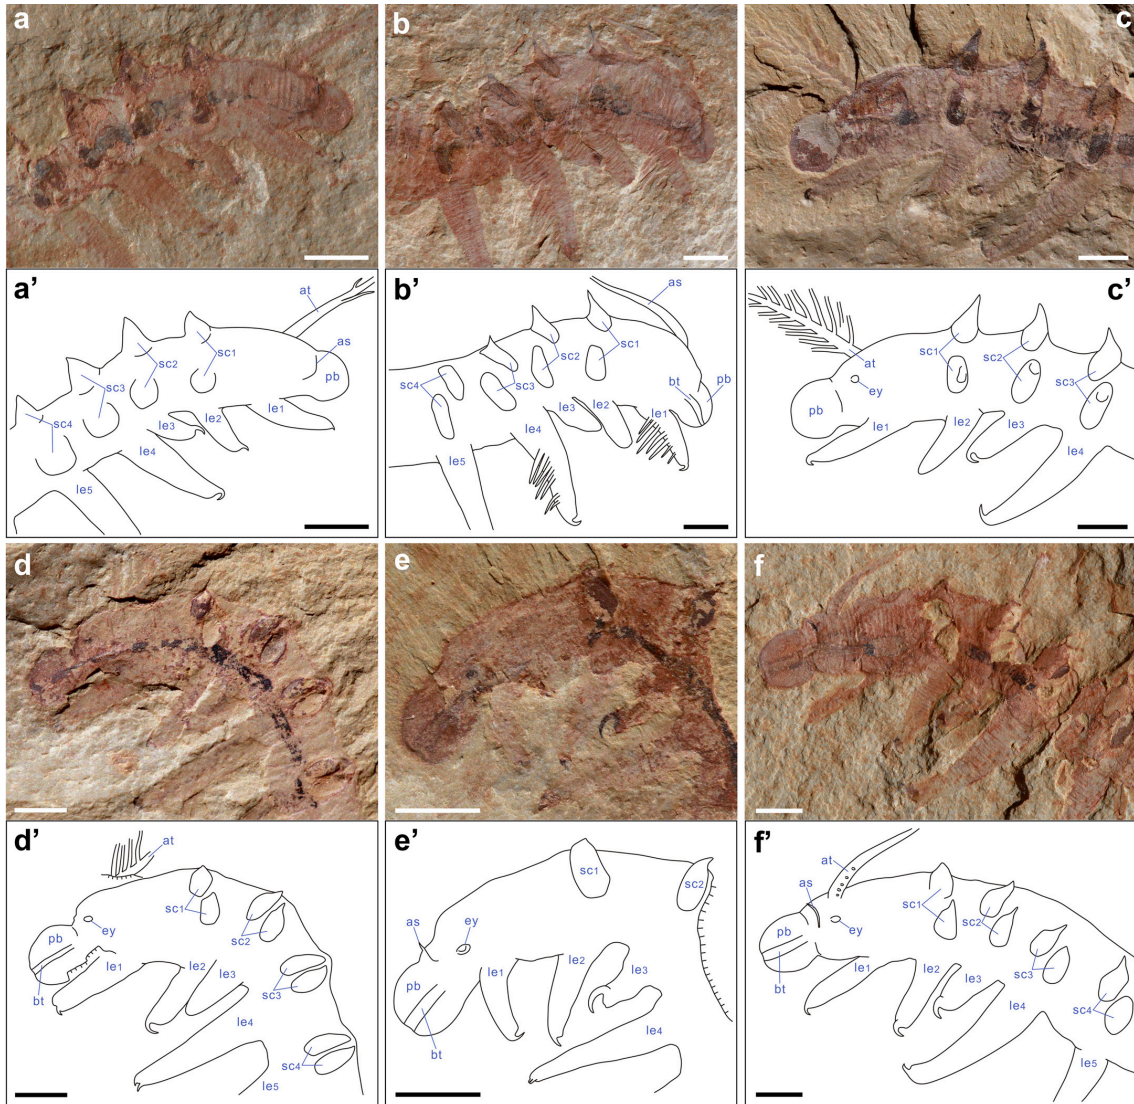 a
b
c
a’
at
as
pb
sc1
sc2
sc3
sc4
le1
le2
le3
le4
le5
b’
as
sc1
sc2
sc3
sc4
bt
pb
le1
le2
le3
le4
le5
c’
at
ey
pb
sc1
sc2
sc3
le1
le2
le3
le4
d
e
f
d’
at
ey
pb
bt
sc1
sc2
sc3
sc4
le1
le2
le3
le4
le5
e’
as
ey
pb
bt
sc1
sc2
le1
le2
le3
le4
f’
at
as
ey
pb
bt
sc1
sc2
sc3
sc4
le1
le2
le3
le4
le5